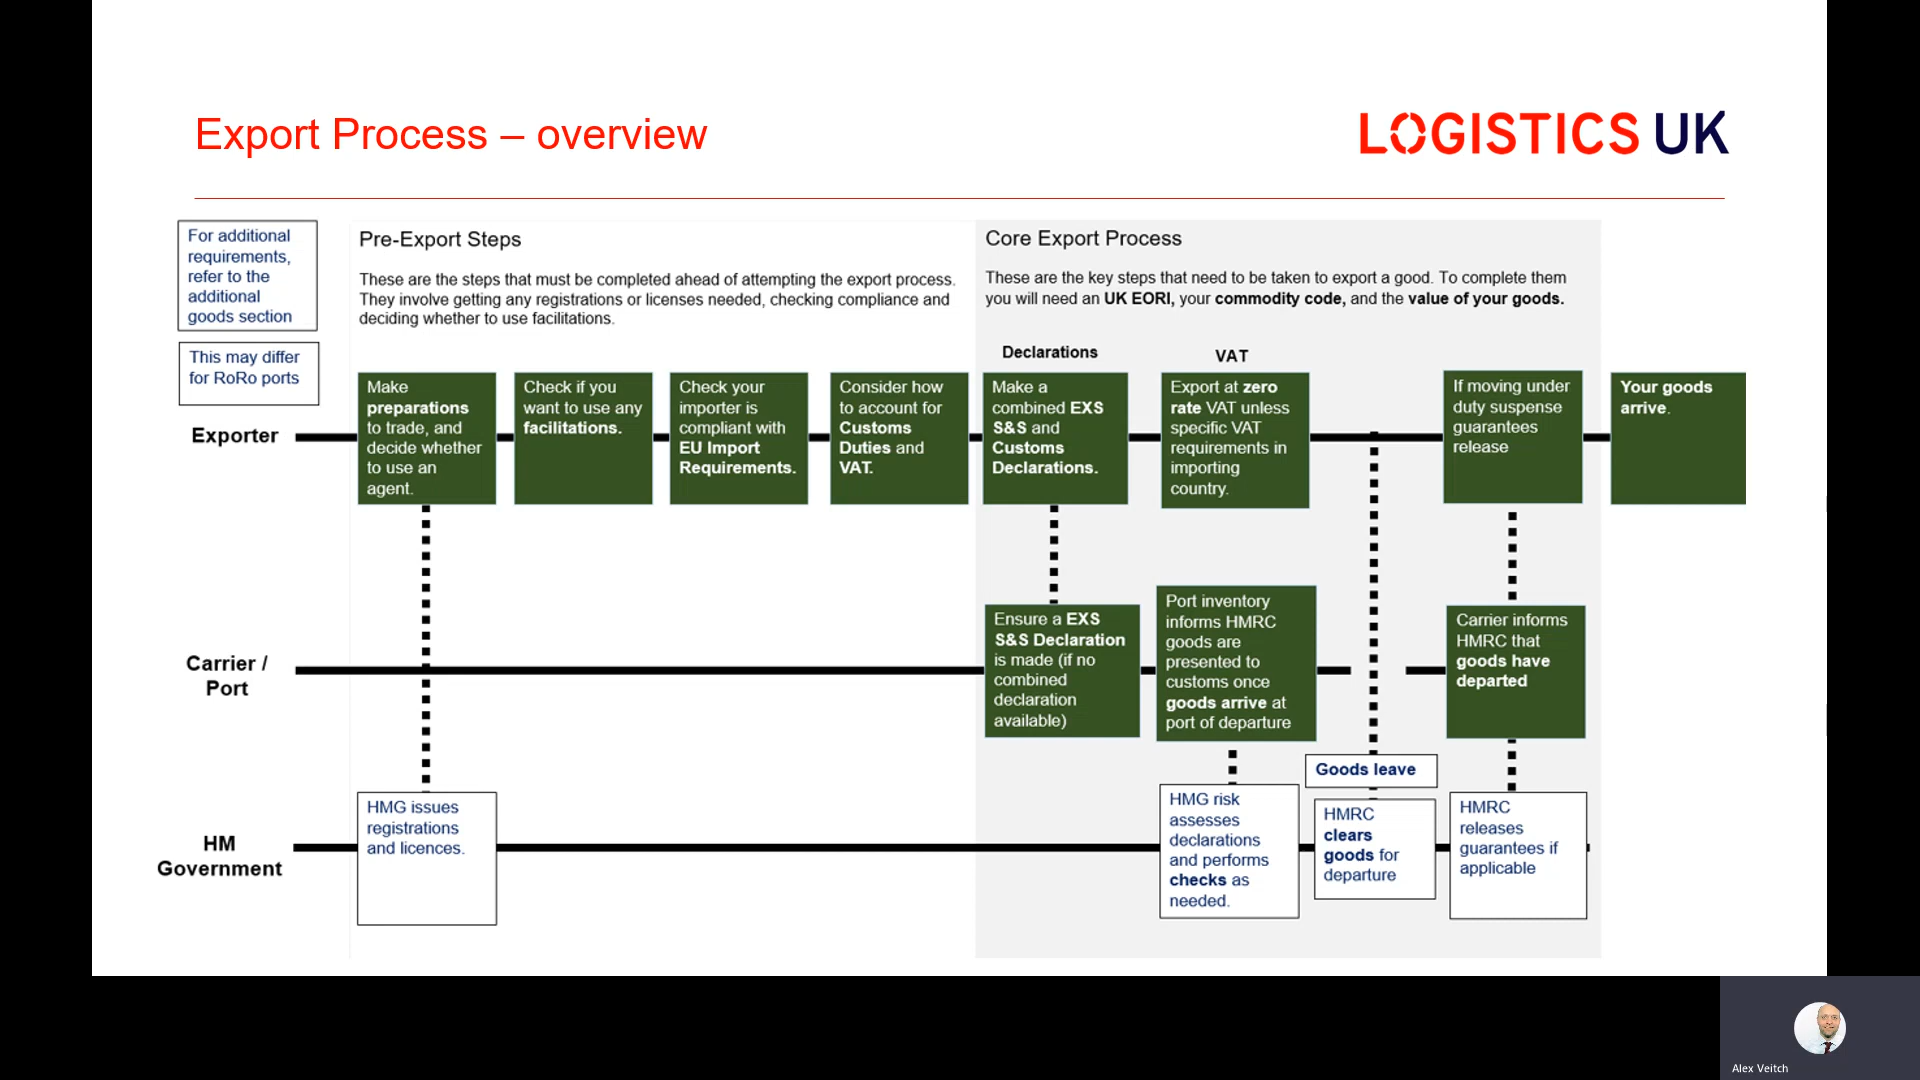 Export Process – overview
LOGISTICS UK
For additional
requirements,
refer to the
additional
goods section
This may differ
for RoRo ports
Pre-Export Steps
These are the steps that must be completed ahead of attempting the export process.
They involve getting any registrations or licenses needed, checking compliance and
deciding whether to use facilitations.
Core Export Process
These are the key steps that need to be taken to export a good. To complete them
you will need an UK EORI, your commodity code, and the value of your goods.
Declarations
VAT
Exporter
Make
preparations
to trade, and
decide whether
to use an
agent.
Check if you
want to use any
facilitations.
Check your
importer is
compliant with
EU Import
Requirements.
Consider how
to account for
Customs
Duties and
VAT.
Make a
combined EXS
S&S and
Customs
Declarations.
Export at zero
rate VAT unless
specific VAT
requirements in
importing
country.
If moving under
duty suspense
guarantees
release
Your goods
arrive.
Carrier /
Port
Ensure a EXS
S&S Declaration
is made (if no
combined
declaration
available)
Port inventory
informs HMRC
goods are
presented to
customs once
goods arrive at
port of departure
Carrier informs
HMRC that
goods have
departed
Goods leave
HM
Government
HMG issues
registrations
and licences.
HMG risk
assesses
declarations
and performs
checks as
needed.
HMRC
clears
goods for
departure
HMRC
releases
guarantees if
applicable
Alex Veitch